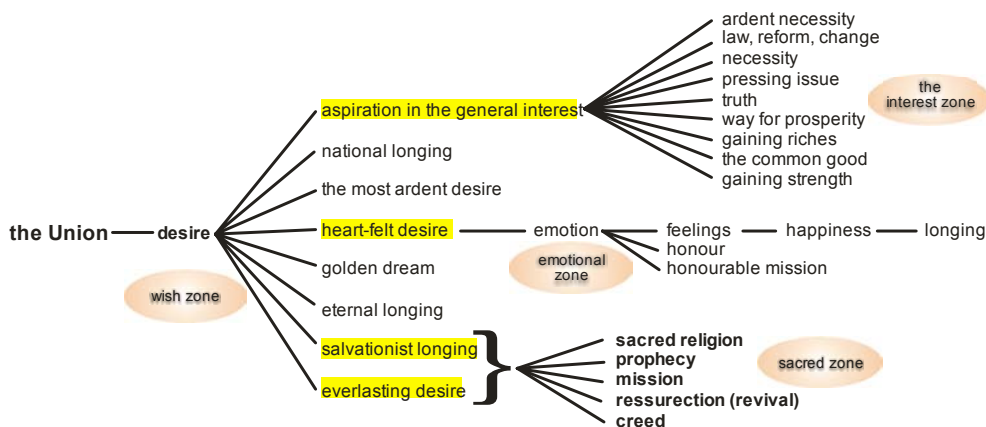 ardent necessity
law, reform, change
necessity
pressing issue
truth
way for prosperity
gaining riches
the common good
gaining strength
the
interest zone
aspiration in the general interest
national longing
the most ardent desire
the Union
desire
heart-felt desire
emotion
feelings
happiness
longing
honour
honourable mission
emotional
zone
wish zone
golden dream
eternal longing
salvationist longing
everlasting desire
}
sacred religion
prophecy
mission
ressurection (revival)
creed
sacred zone